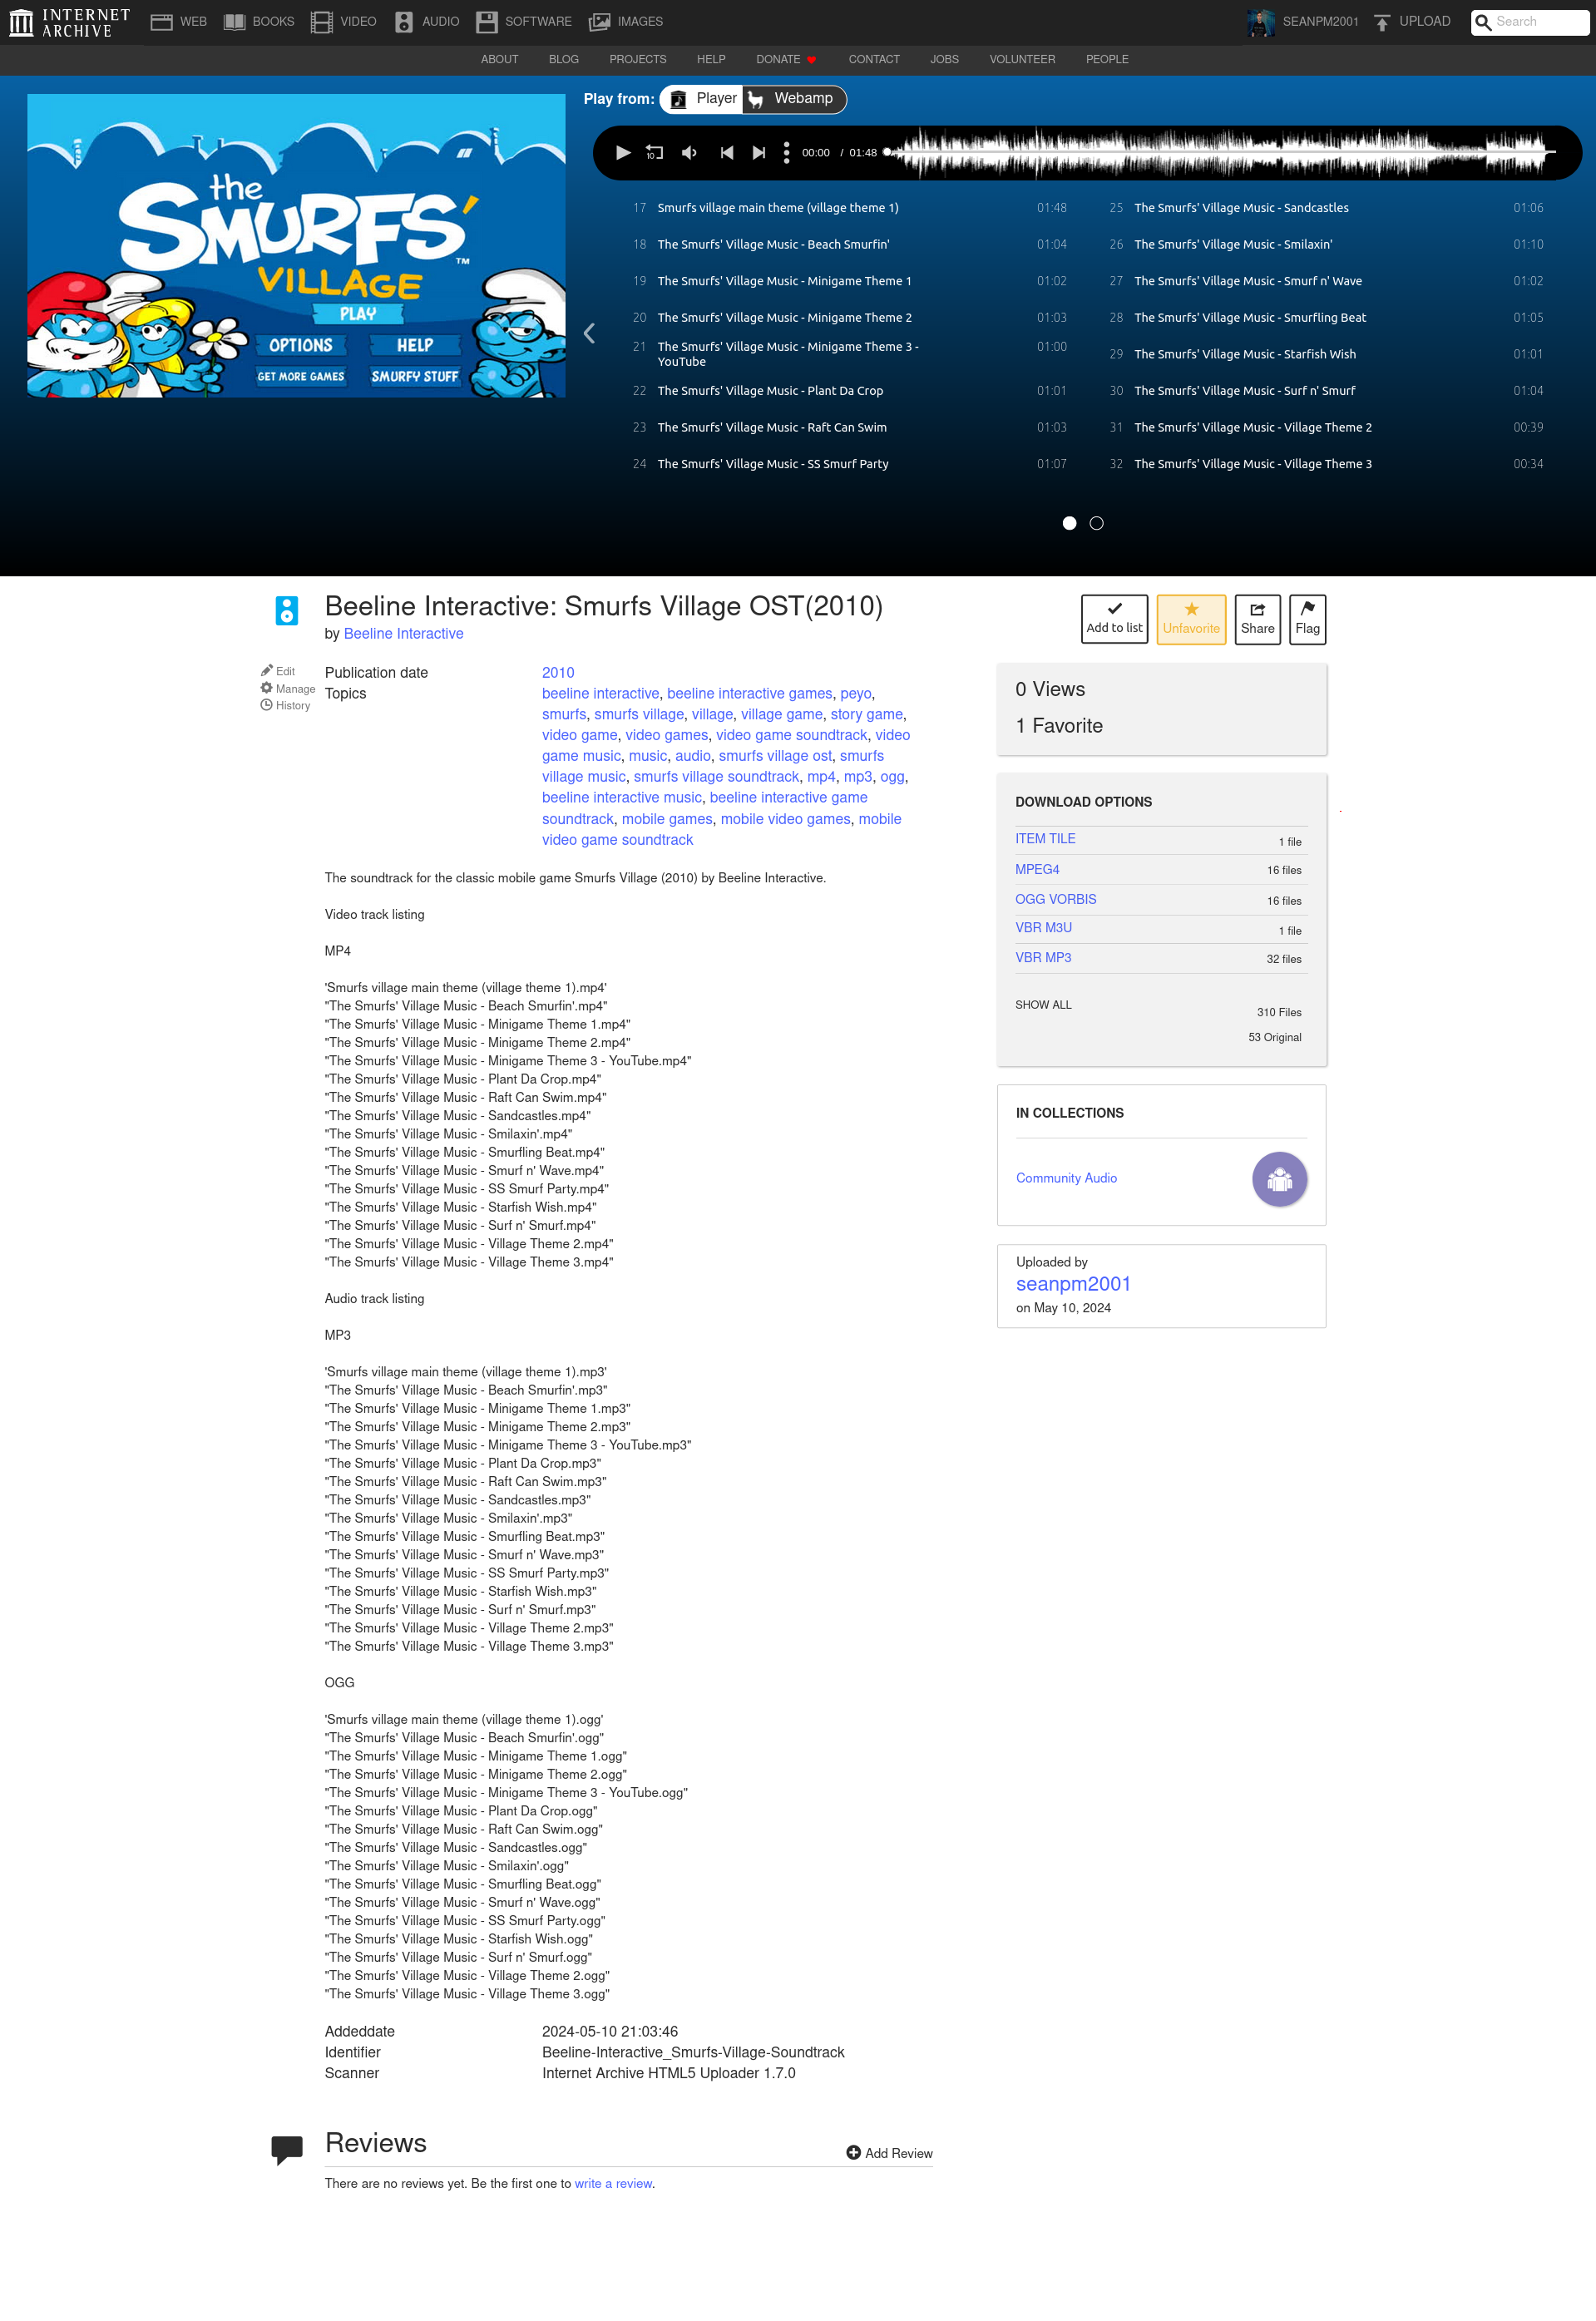 INTERNET
ARCHIVE
WEB BOOKS VIDEO AUDIO SOFTWARE IMAGES SEANPM2001 UPLOAD Search
ABOUT BLOG PROJECTS HELP DONATE CONTACT JOBS VOLUNTEER PEOPLE
the
SMURFS'
™
VILLAGE
PLAY
OPTIONS HELP
GET MORE GAMES SMURFY STUFF
Play from: Player Webamp
10 00:00 / 01:48
17 Smurfs village main theme (village theme 1) 01:48
18 The Smurfs' Village Music - Beach Smurfin' 01:04
19 The Smurfs' Village Music - Minigame Theme 1 01:02
20 The Smurfs' Village Music - Minigame Theme 2 01:03
21 The Smurfs' Village Music - Minigame Theme 3 - 01:00
YouTube
22 The Smurfs' Village Music - Plant Da Crop 01:01
23 The Smurfs' Village Music - Raft Can Swim 01:03
24 The Smurfs' Village Music - SS Smurf Party 01:07
25 The Smurfs' Village Music - Sandcastles 01:06
26 The Smurfs' Village Music - Smilaxin' 01:10
27 The Smurfs' Village Music - Smurf n' Wave 01:02
28 The Smurfs' Village Music - Smurfling Beat 01:05
29 The Smurfs' Village Music - Starfish Wish 01:01
30 The Smurfs' Village Music - Surf n' Smurf 01:04
31 The Smurfs' Village Music - Village Theme 2 00:39
32 The Smurfs' Village Music - Village Theme 3 00:34
Beeline Interactive: Smurfs Village OST(2010)
by Beeline Interactive
Edit
Manage
History
Publication date 2010
Topics beeline interactive, beeline interactive games, peyo,
smurfs, smurfs village, village, village game, story game,
video game, video games, video game soundtrack, video
game music, music, audio, smurfs village ost, smurfs
village music, smurfs village soundtrack, mp4, mp3, ogg,
beeline interactive music, beeline interactive game
soundtrack, mobile games, mobile video games, mobile
video game soundtrack
The soundtrack for the classic mobile game Smurfs Village (2010) by Beeline Interactive.
Video track listing
MP4
'Smurfs village main theme (village theme 1).mp4'
"The Smurfs' Village Music - Beach Smurfin'.mp4"
"The Smurfs' Village Music - Minigame Theme 1.mp4"
"The Smurfs' Village Music - Minigame Theme 2.mp4"
"The Smurfs' Village Music - Minigame Theme 3 - YouTube.mp4"
"The Smurfs' Village Music - Plant Da Crop.mp4"
"The Smurfs' Village Music - Raft Can Swim.mp4"
"The Smurfs' Village Music - Sandcastles.mp4"
"The Smurfs' Village Music - Smilaxin'.mp4"
"The Smurfs' Village Music - Smurfling Beat.mp4"
"The Smurfs' Village Music - Smurf n' Wave.mp4"
"The Smurfs' Village Music - SS Smurf Party.mp4"
"The Smurfs' Village Music - Starfish Wish.mp4"
"The Smurfs' Village Music - Surf n' Smurf.mp4"
"The Smurfs' Village Music - Village Theme 2.mp4"
"The Smurfs' Village Music - Village Theme 3.mp4"
Audio track listing
MP3
'Smurfs village main theme (village theme 1).mp3'
"The Smurfs' Village Music - Beach Smurfin'.mp3"
"The Smurfs' Village Music - Minigame Theme 1.mp3"
"The Smurfs' Village Music - Minigame Theme 2.mp3"
"The Smurfs' Village Music - Minigame Theme 3 - YouTube.mp3"
"The Smurfs' Village Music - Plant Da Crop.mp3"
"The Smurfs' Village Music - Raft Can Swim.mp3"
"The Smurfs' Village Music - Sandcastles.mp3"
"The Smurfs' Village Music - Smilaxin'.mp3"
"The Smurfs' Village Music - Smurfling Beat.mp3"
"The Smurfs' Village Music - Smurf n' Wave.mp3"
"The Smurfs' Village Music - SS Smurf Party.mp3"
"The Smurfs' Village Music - Starfish Wish.mp3"
"The Smurfs' Village Music - Surf n' Smurf.mp3"
"The Smurfs' Village Music - Village Theme 2.mp3"
"The Smurfs' Village Music - Village Theme 3.mp3"
OGG
'Smurfs village main theme (village theme 1).ogg'
"The Smurfs' Village Music - Beach Smurfin'.ogg"
"The Smurfs' Village Music - Minigame Theme 1.ogg"
"The Smurfs' Village Music - Minigame Theme 2.ogg"
"The Smurfs' Village Music - Minigame Theme 3 - YouTube.ogg"
"The Smurfs' Village Music - Plant Da Crop.ogg"
"The Smurfs' Village Music - Raft Can Swim.ogg"
"The Smurfs' Village Music - Sandcastles.ogg"
"The Smurfs' Village Music - Smilaxin'.ogg"
"The Smurfs' Village Music - Smurfling Beat.ogg"
"The Smurfs' Village Music - Smurf n' Wave.ogg"
"The Smurfs' Village Music - SS Smurf Party.ogg"
"The Smurfs' Village Music - Starfish Wish.ogg"
"The Smurfs' Village Music - Surf n' Smurf.ogg"
"The Smurfs' Village Music - Village Theme 2.ogg"
"The Smurfs' Village Music - Village Theme 3.ogg"
Addeddate 2024-05-10 21:03:46
Identifier Beeline-Interactive_Smurfs-Village-Soundtrack
Scanner Internet Archive HTML5 Uploader 1.7.0
Reviews
Add Review
There are no reviews yet. Be the first one to write a review.
Add to list Unfavorite Share Flag
0 Views
1 Favorite
DOWNLOAD OPTIONS
ITEM TILE 1 file
MPEG4 16 files
OGG VORBIS 16 files
VBR M3U 1 file
VBR MP3 32 files
SHOW ALL 310 Files
53 Original
IN COLLECTIONS
Community Audio
Uploaded by
seanpm2001
on May 10, 2024